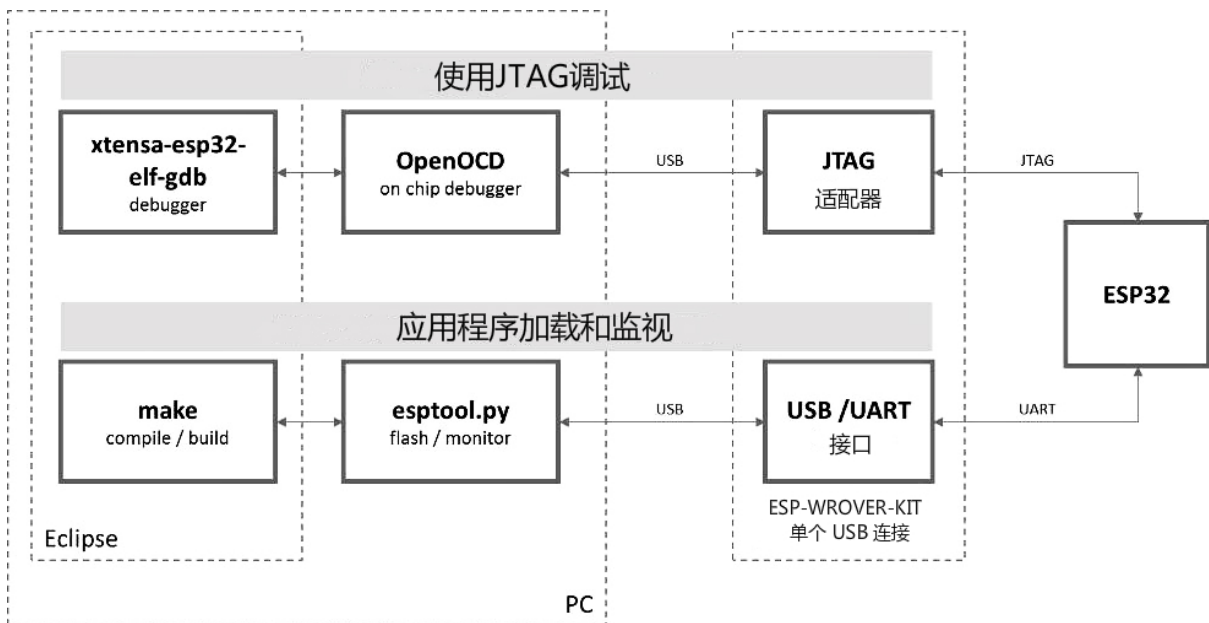 使用JTAG调试
xtensa-esp32-
elf-gdb
debugger
OpenOCD
on chip debugger
USB
JTAG
适配器
JTAG
ESP32
应用程序加载和监视
make
compile / build
esptool.py
flash / monitor
USB
USB /UART
接口
UART
ESP-WROVER-KIT
单个 USB 连接
Eclipse
PC